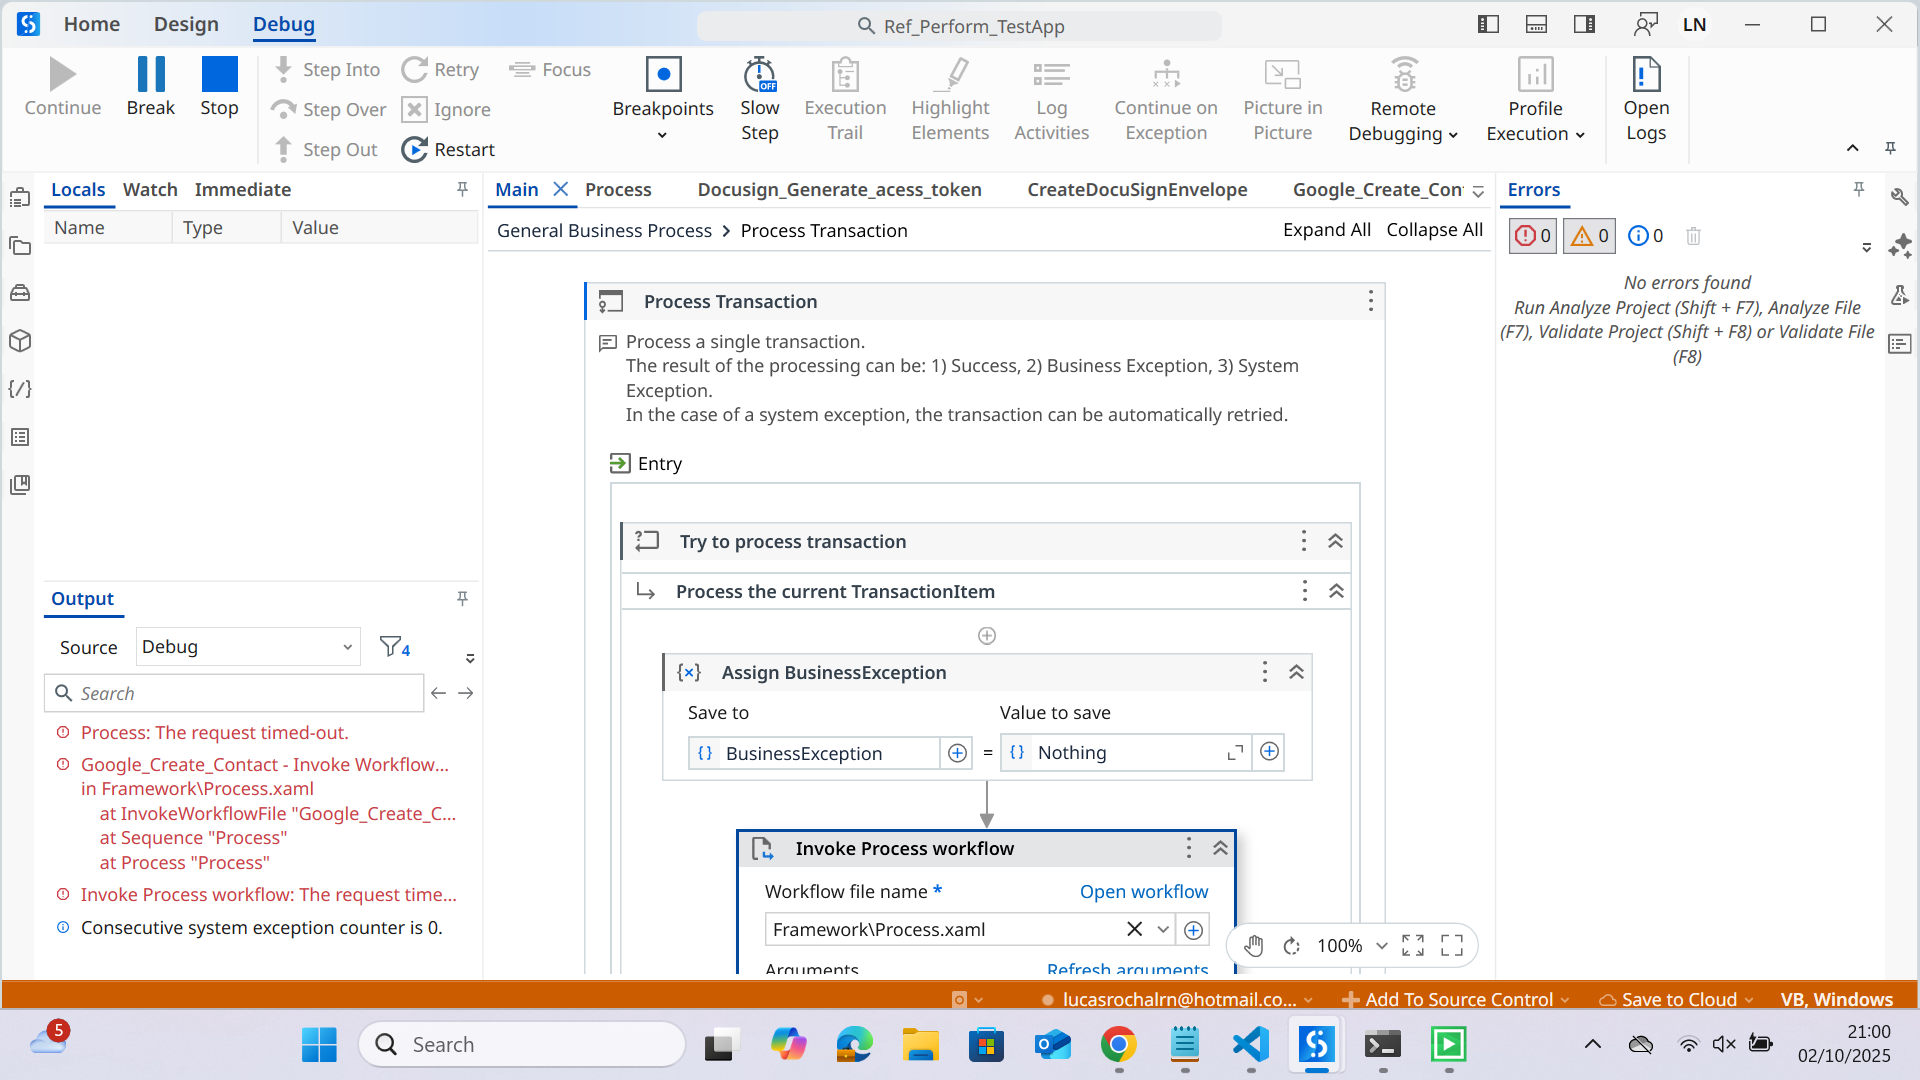 Home Design Debug
Ref_Perform_TestApp
LN
Continue
Break
Stop
Step Into
Step Over
Step Out
Retry
Ignore
Restart
Focus
Breakpoints
Slow
Step
OFF
Execution
Trail
Highlight
Elements
Log
Activities
Continue on
Exception
Picture in
Picture
Remote
Debugging
Profile
Execution
Open
Logs
Locals Watch Immediate
Name Type Value
Main Process Docusign_Generate_acess_token CreateDocuSignEnvelope
General Business Process > Process Transaction
Expand All Collapse All
Process Transaction
Process a single transaction.
The result of the processing can be: 1) Success, 2) Business Exception, 3) System
Exception.
In the case of a system exception, the transaction can be automatically retried.
Entry
Try to process transaction
Process the current TransactionItem
Assign BusinessException
Save to Value to save
BusinessException = Nothing
Invoke Process workflow
Workflow file name * Open workflow
Framework\Process.xaml
Arguments Refresh arguments
100%
Errors
0 0 0
No errors found
Run Analyze Project (Shift + F7), Analyze File
(F7), Validate Project (Shift + F8) or Validate File
(F8)
Output
Source Debug 4
Search
Process: The request timed-out.
Google_Create_Contact - Invoke Workflow...
in Framework\Process.xaml
at InvokeWorkflowFile "Google_Create_C...
at Sequence "Process"
at Process "Process"
Invoke Process workflow: The request time...
Consecutive system exception counter is 0.
lucasrochalrn@hotmail.co... Add To Source Control Save to Cloud VB, Windows
5
Search
21:00
02/10/2025